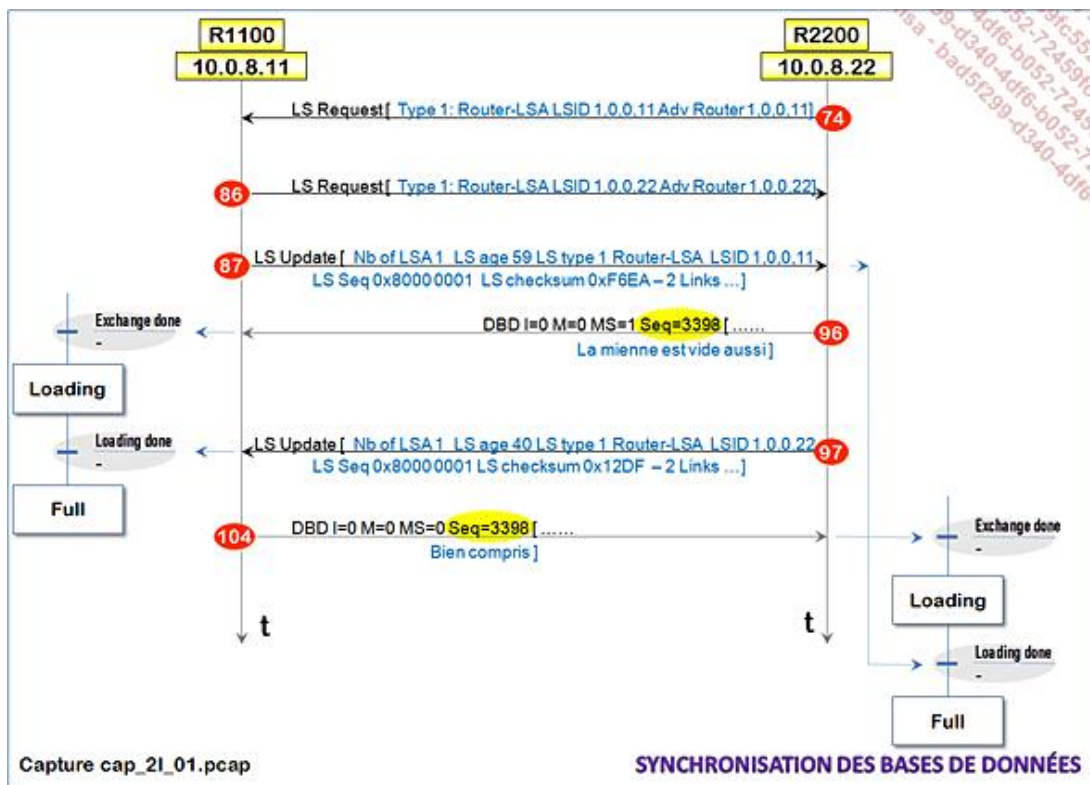 R1100
10.0.8.11
R2200
10.0.8.22
LS Request[ Type 1: Router-LSA LSID 1,0,0,11 Adv Router 1,0,0,11]
74
86
LS Request[ Type 1: Router-LSA LSID 1,0,0,22 Adv Router 1,0,0,22]
87
LS Update [ Nb of LSA 1 LS age 59 LS type 1 Router-LSA LSID 1,0,0,11
LS Seq 0x80000001 LS checksum 0xF6EA – 2 Links ...]
Exchange done
-
DBD I=0 M=0 MS=1 Seq=3398 [ ......
96
La mienne est vide aussi ]
Loading
Loading done
-
LS Update [ Nb of LSA 1 LS age 40 LS type 1 Router-LSA LSID 1,0,0,22
97
LS Seq 0x80000001 LS checksum 0x12DF – 2 Links ...]
Full
104
DBD I=0 M=0 MS=0 Seq=3398 [ ......
Bien compris ]
Exchange done
-
Loading
t
t
Loading done
-
Full
Capture cap_2I_01.pcap
SYNCHRONISATION DES BASES DE DONNÉES